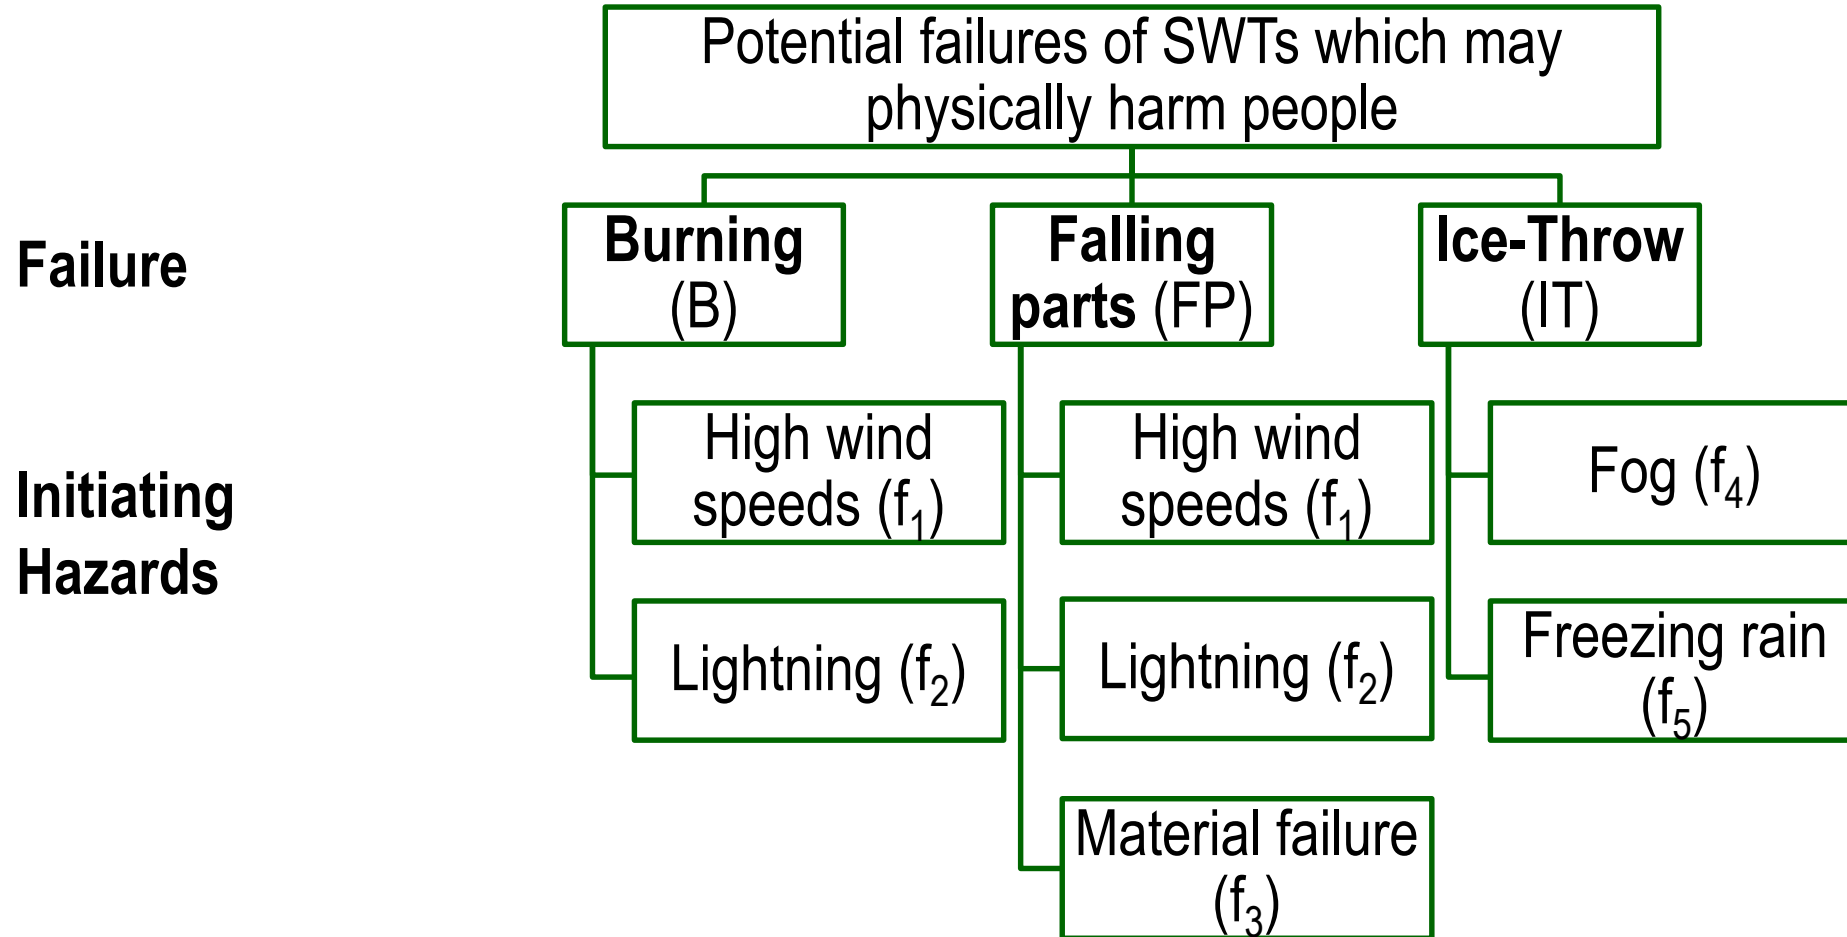 Potential failures of SWTs which may
physically harm people
Failure
Burning
(B)
Falling
parts (FP)
Ice-Throw
(IT)
Initiating
Hazards
High wind
speeds (f₁)
High wind
speeds (f₁)
Fog (f₄)
Lightning (f₂)
Lightning (f₂)
Freezing rain
(f₅)
Material failure
(f₃)